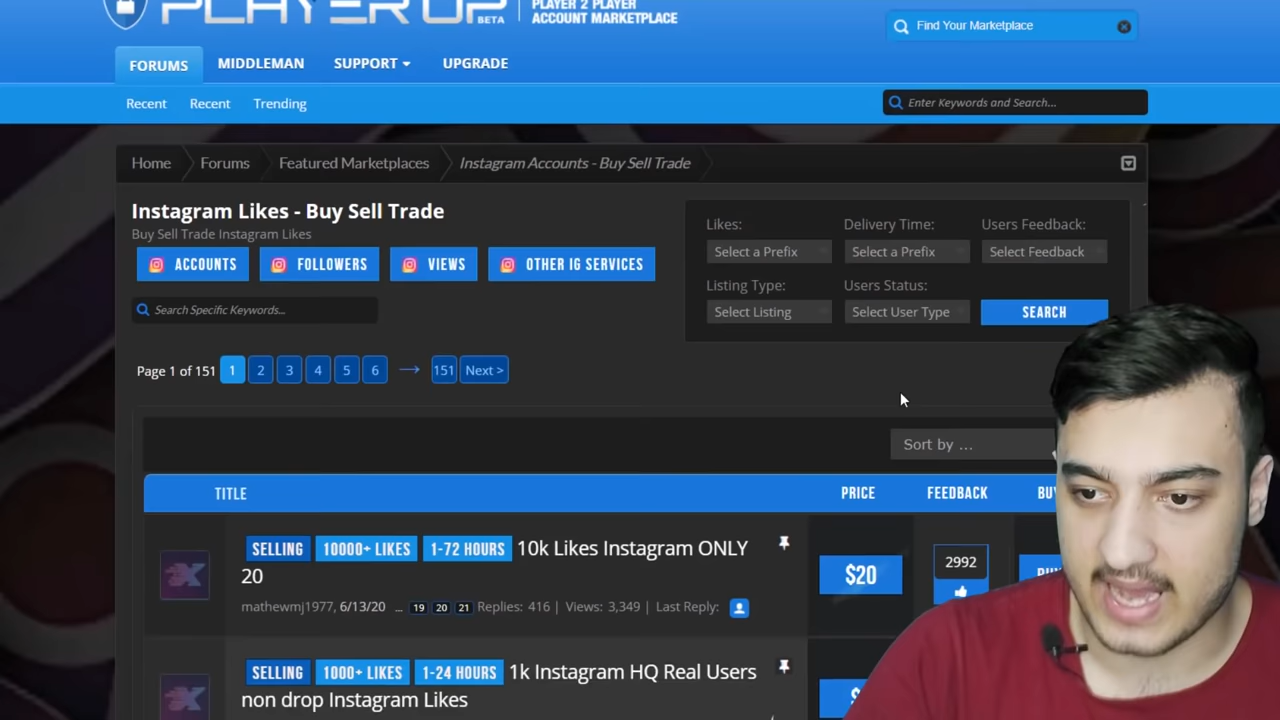 PLAYER UP
BETA
PLAYER 2 PLAYER
ACCOUNT MARKETPLACE
Find Your Marketplace
FORUMS
MIDDLEMAN
SUPPORT
UPGRADE
Recent
Recent
Trending
Enter Keywords and Search...
Home
Forums
Featured Marketplaces
Instagram Accounts - Buy Sell Trade
Instagram Likes - Buy Sell Trade
Buy Sell Trade Instagram Likes
ACCOUNTS
FOLLOWERS
VIEWS
OTHER IG SERVICES
Search Specific Keywords...
Likes:
Delivery Time:
Users Feedback:
Select a Prefix
Select a Prefix
Select Feedback
Listing Type:
Users Status:
Select Listing
Select User Type
SEARCH
Page 1 of 151
1
2
3
4
5
6
→
151
Next >
Sort by ...
TITLE
PRICE
FEEDBACK
SELLING 10000+ LIKES 1-72 HOURS 10k Likes Instagram ONLY
20
mathewmj1977, 6/13/20 ... 19 20 21 Replies: 416 | Views: 3,349 | Last Reply:
$20
2992
SELLING 1000+ LIKES 1-24 HOURS 1k Instagram HQ Real Users
non drop Instagram Likes